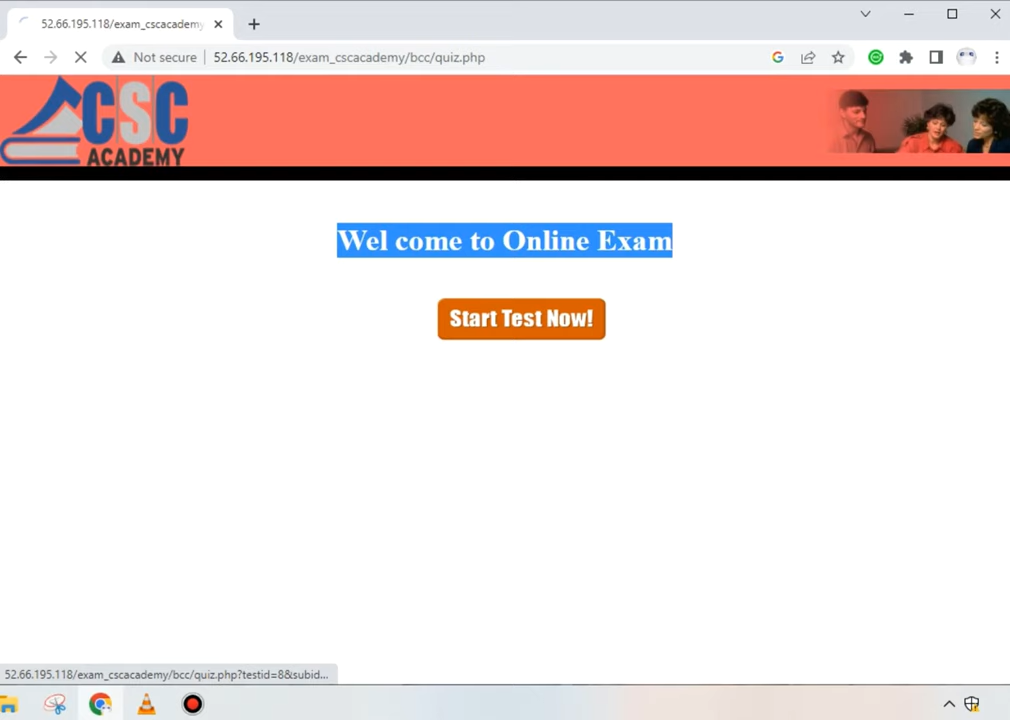 52.66.195.118/exam_cscacademy
Not secure
52.66.195.118/exam_cscacademy/bcc/quiz.php
CSC
ACADEMY
Wel come to Online Exam
Start Test Now!
52.66.195.118/exam_cscacademy/bcc/quiz.php?testid=8&subid...